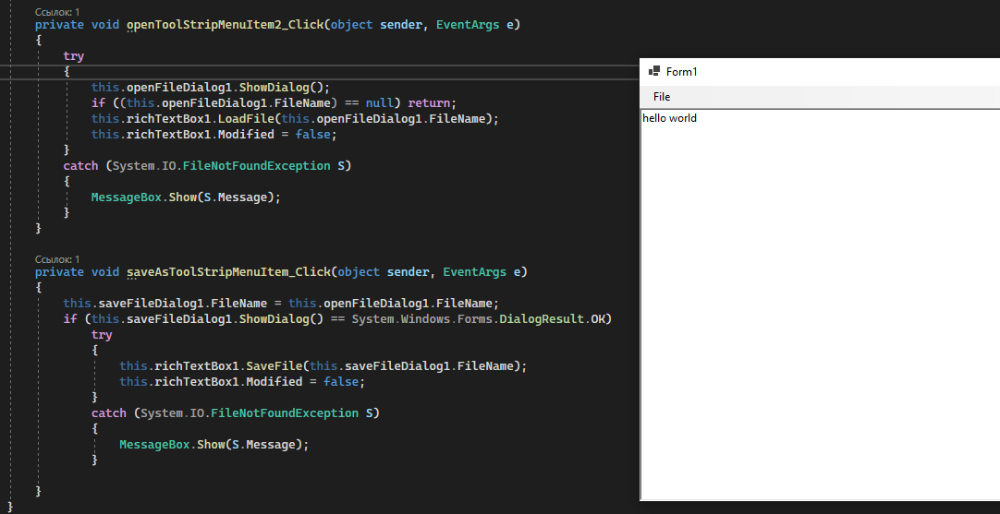 Ссылок: 1
private void openToolStripMenuItem2_Click(object sender, EventArgs e)
{
try
{
this.openFileDialog1.ShowDialog();
if ((this.openFileDialog1.FileName) == null) return;
this.richTextBox1.LoadFile(this.openFileDialog1.FileName);
this.richTextBox1.Modified = false;
}
catch (System.IO.FileNotFoundException S)
{
MessageBox.Show(S.Message);
}
}
Ссылок: 1
private void saveAsToolStripMenuItem_Click(object sender, EventArgs e)
{
this.saveFileDialog1.FileName = this.openFileDialog1.FileName;
if (this.saveFileDialog1.ShowDialog() == System.Windows.Forms.DialogResult.OK)
try
{
this.richTextBox1.SaveFile(this.saveFileDialog1.FileName);
this.richTextBox1.Modified = false;
}
catch (System.IO.FileNotFoundException S)
{
MessageBox.Show(S.Message);
}
}
}
Form1
File
hello world